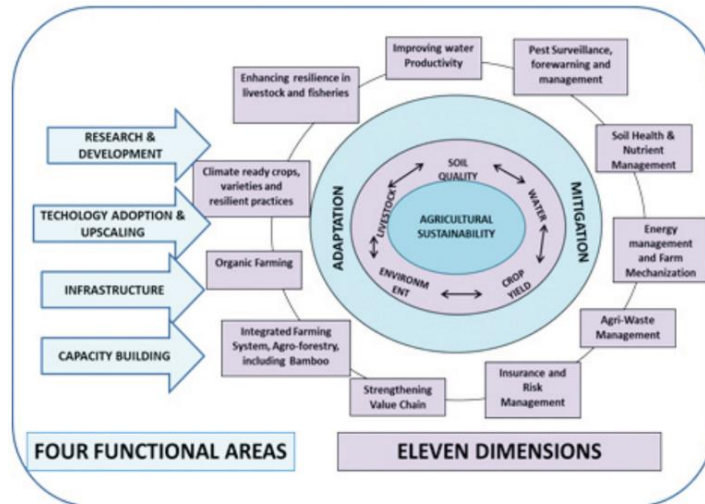 Improving water
Productivity
Pest Surveillance,
forewarning and
management
Enhancing resilience in
livestock and fisheries
RESEARCH &
DEVELOPMENT
Soil Health &
Nutrient
Management
Climate ready crops,
varieties and
resilient practices
TECHOLOGY ADOPTION &
UPSCALING
Energy
management
and Farm
Mechanization
Organic Farming
INFRASTRUCTURE
Agri-Waste
Management
Integrated Farming
System, Agro-forestry,
including Bamboo
CAPACITY BUILDING
Strengthening
Value Chain
Insurance and
Risk
Management
ADAPTATION
MITIGATION
SOIL
QUALITY
WATER
CROP
YIELD
ENVIRONM
ENT
LIVESTOCK
AGRICULTURAL
SUSTAINABILITY
FOUR FUNCTIONAL AREAS
ELEVEN DIMENSIONS